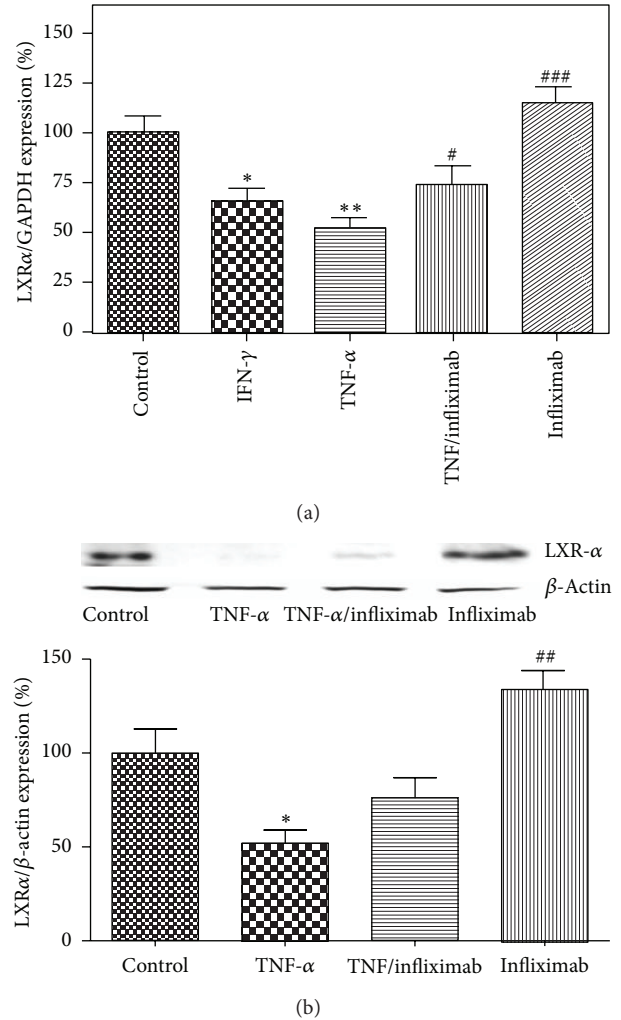 LXRα/GAPDH expression (%)
150
125
100
75
50
25
0
*
**
#
###
Control
IFN-γ
TNF-α
TNF/infliximab
Infliximab
(a)
LXR-α
β-Actin
Control TNF-α TNF-α/infliximab Infliximab
LXRα/β-actin expression (%)
150
100
50
0
*
##
Control TNF-α TNF/infliximab Infliximab
(b)